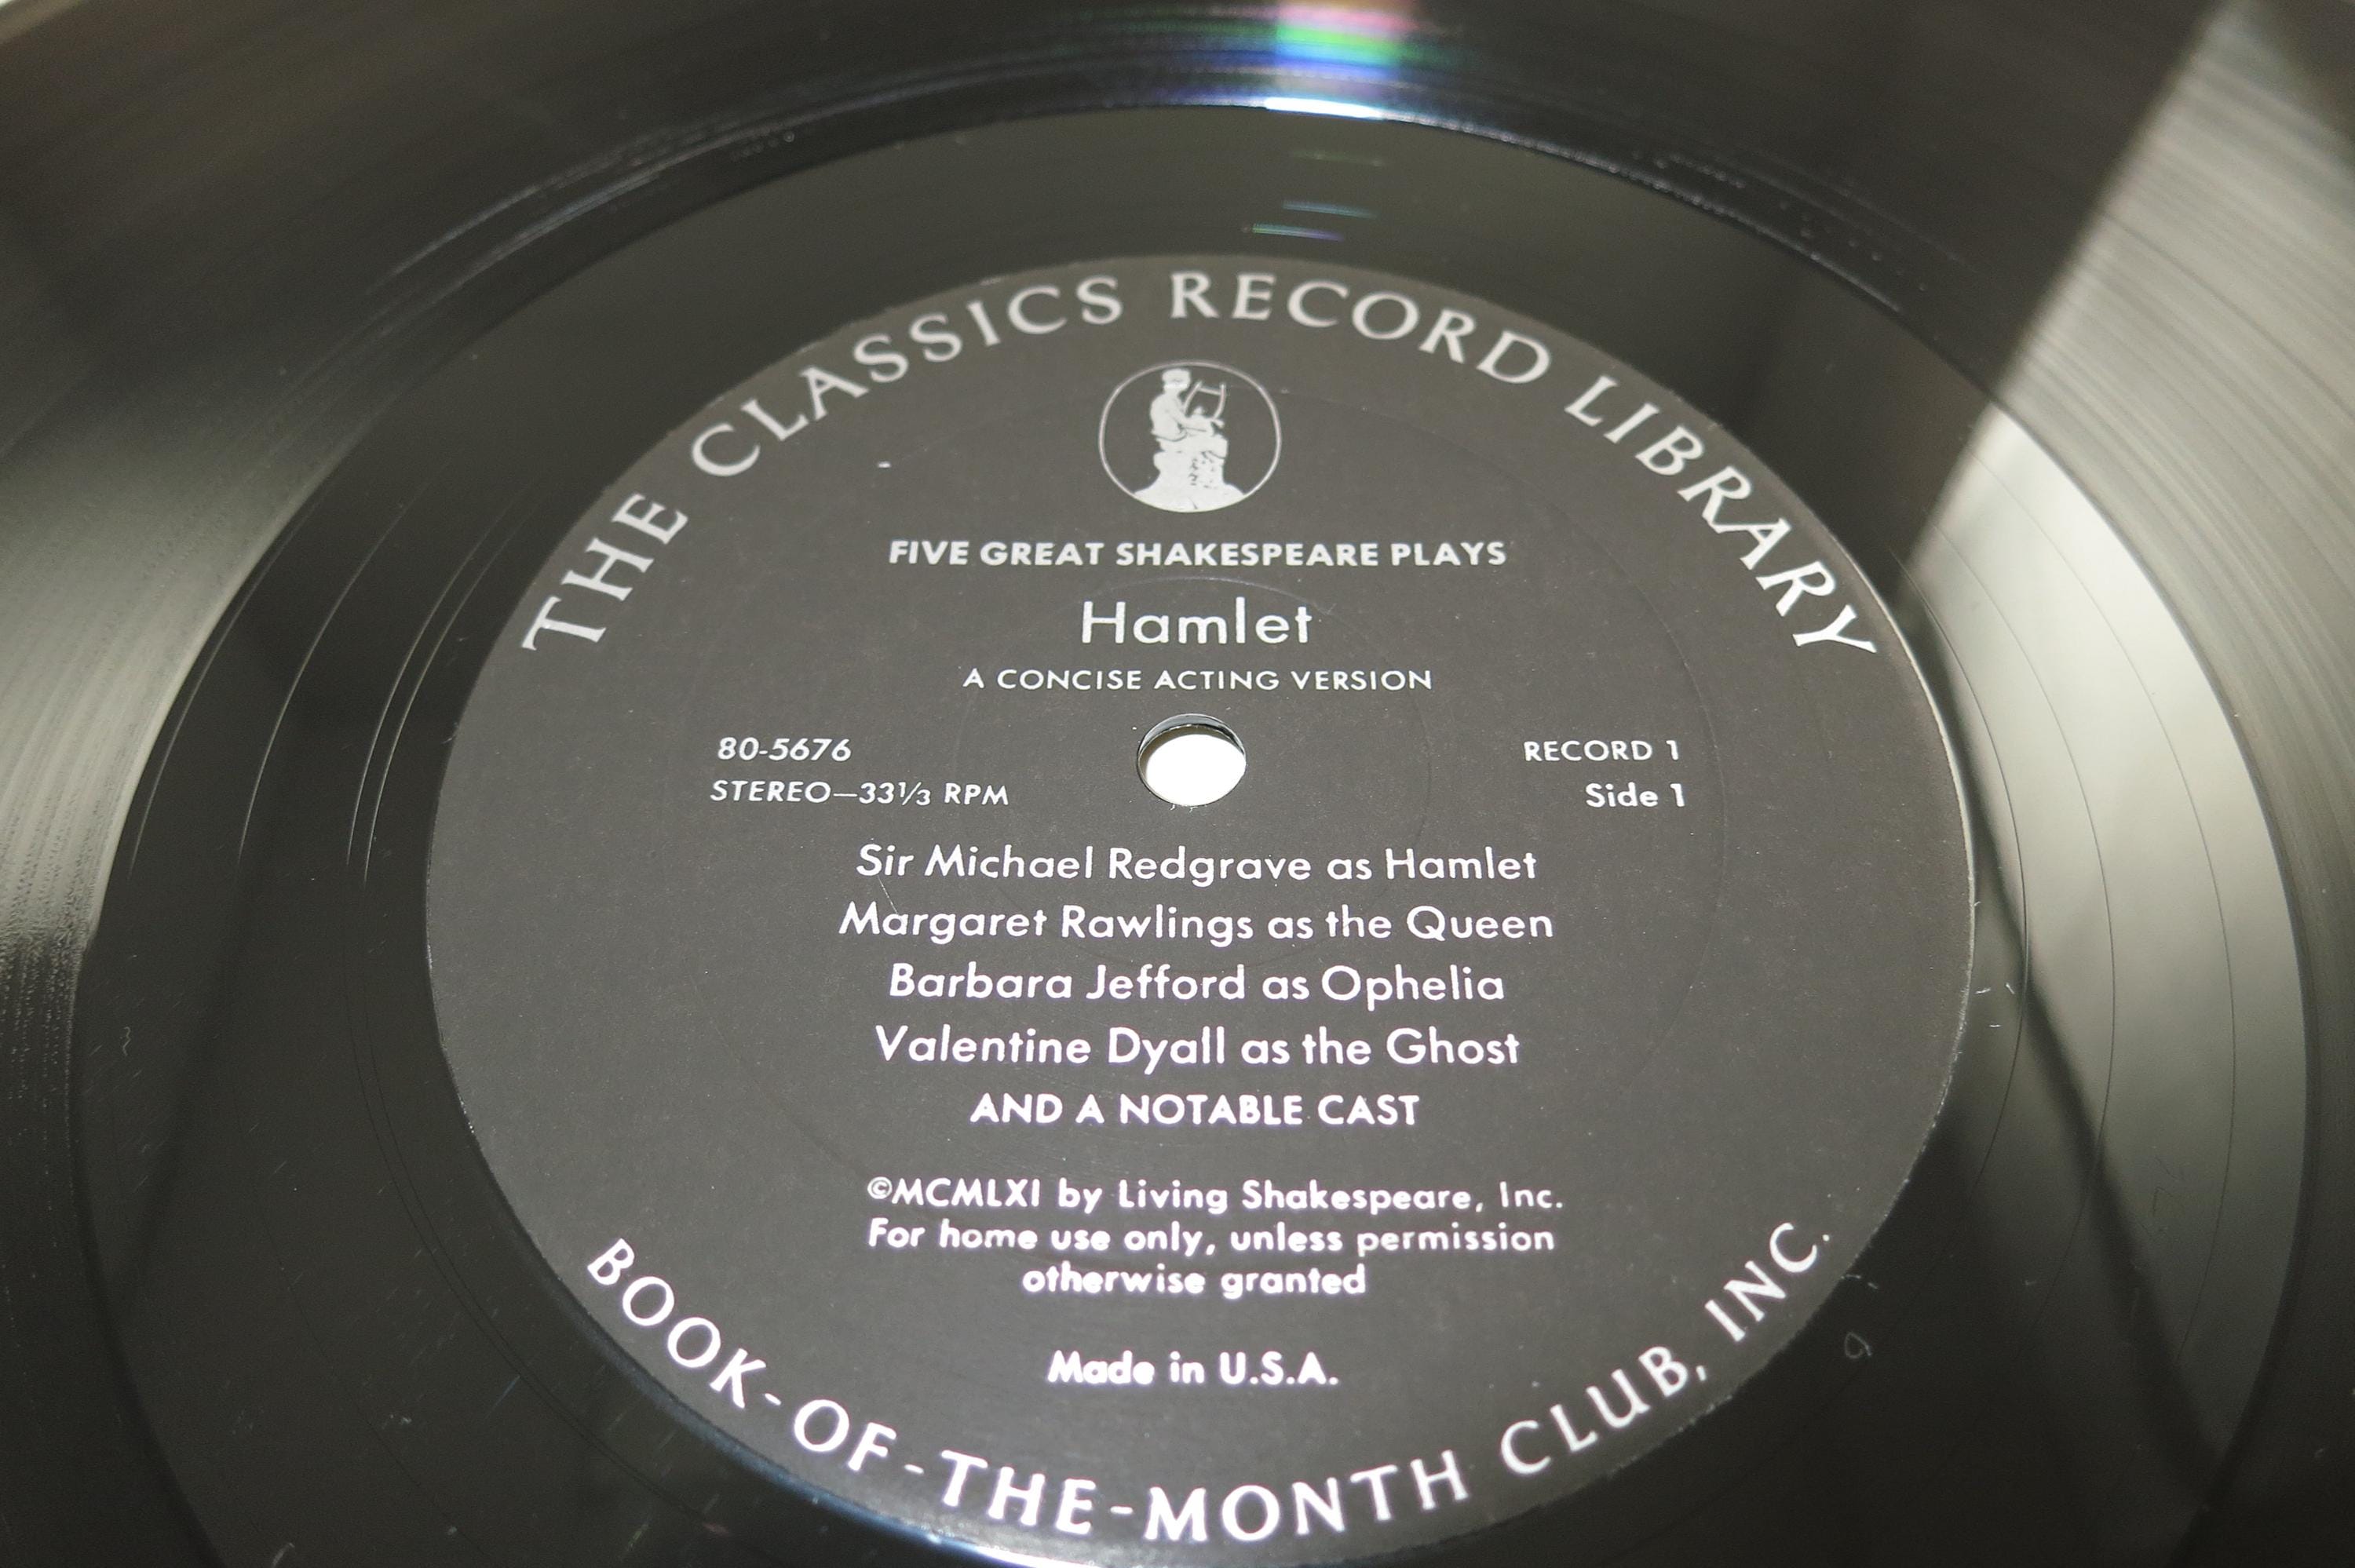 THE CLASSICS RECORD LIBRARY
FIVE GREAT SHAKESPEARE PLAYS
Hamlet
A CONCISE ACTING VERSION
80-5676
STEREO—33⅓ RPM
RECORD 1
Side 1
Sir Michael Redgrave as Hamlet
Margaret Rawlings as the Queen
Barbara Jefford as Ophelia
Valentine Dyall as the Ghost
AND A NOTABLE CAST
©MCMLXI by Living Shakespeare, Inc.
For home use only, unless permission
otherwise granted
Made in U.S.A.
BOOK-OF-THE-MONTH CLUB, INC.